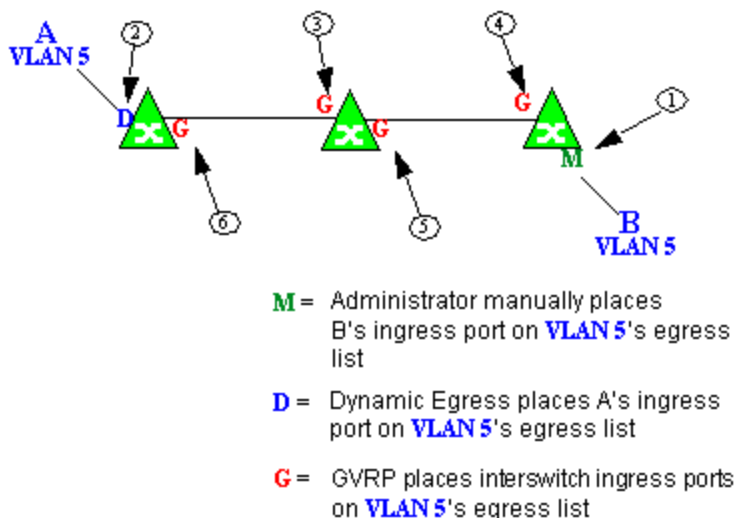 A
VLAN 5
2
3
4
1
D
G
G
G
G
M
6
5
B
VLAN 5
M = Administrator manually places
B's ingress port on VLAN 5's egress
list
D = Dynamic Egress places A's ingress
port on VLAN 5's egress list
G = GVRP places interswitch ingress ports
on VLAN 5's egress list